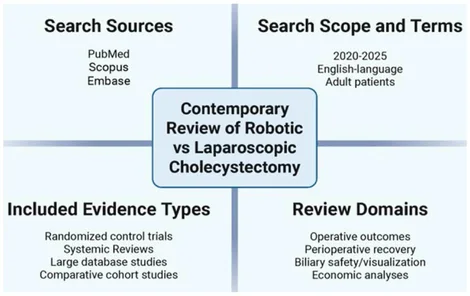 Search Sources
PubMed
Scopus
Embase
Search Scope and Terms
2020-2025
English-language
Adult patients
Contemporary
Review of Robotic
vs Laparoscopic
Cholecystectomy
Included Evidence Types
Randomized control trials
Systemic Reviews
Large database studies
Comparative cohort studies
Review Domains
Operative outcomes
Perioperative recovery
Biliary safety/visualization
Economic analyses